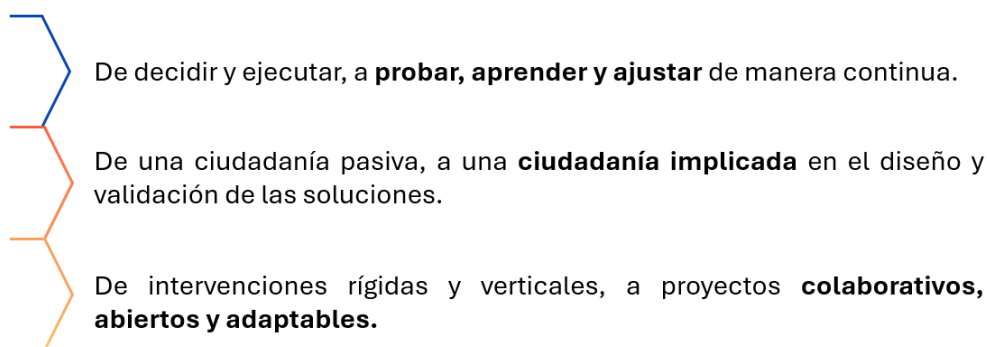 De decidir y ejecutar, a probar, aprender y ajustar de manera continua.
De una ciudadanía pasiva, a una ciudadanía implicada en el diseño y
validación de las soluciones.
De intervenciones rígidas y verticales, a proyectos colaborativos,
abiertos y adaptables.